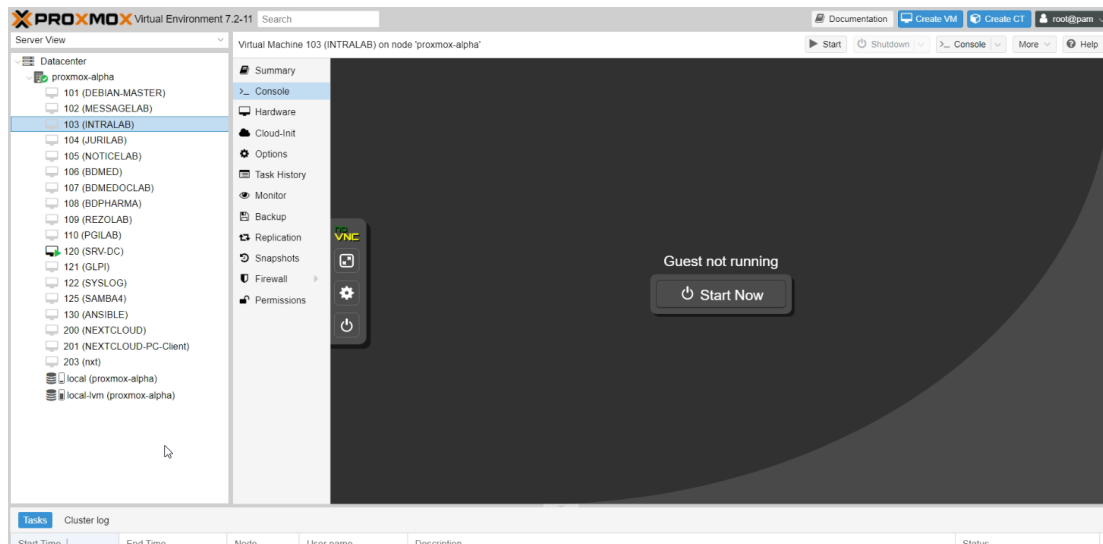 PROXMOX Virtual Environment 7.2-11 Search
Documentation Create VM Create CT root@pam
Server View
Datacenter
proxmox-alpha
101 (DEBIAN-MASTER)
102 (MESSAGELAB)
103 (INTRALAB)
104 (JURILAB)
105 (NOTICELAB)
106 (BDMED)
107 (BDMEDOCLAB)
108 (BDPHARMA)
109 (REZOLAB)
110 (PGILAB)
120 (SRV-DC)
121 (GLPI)
122 (SYSLOG)
125 (SAMBA4)
130 (ANSIBLE)
200 (NEXTCLOUD)
201 (NEXTCLOUD-PC-Client)
203 (nxt)
local (proxmox-alpha)
local-lvm (proxmox-alpha)
Virtual Machine 103 (INTRALAB) on node 'proxmox-alpha'
Start Shutdown >_ Console More Help
Summary
>_ Console
Hardware
Cloud-Init
Options
Task History
Monitor
Backup
Replication
Snapshots
Firewall
Permissions
no
VNC
Guest not running
Start Now
Tasks Cluster log
Start Time End Time Node User name Description Status